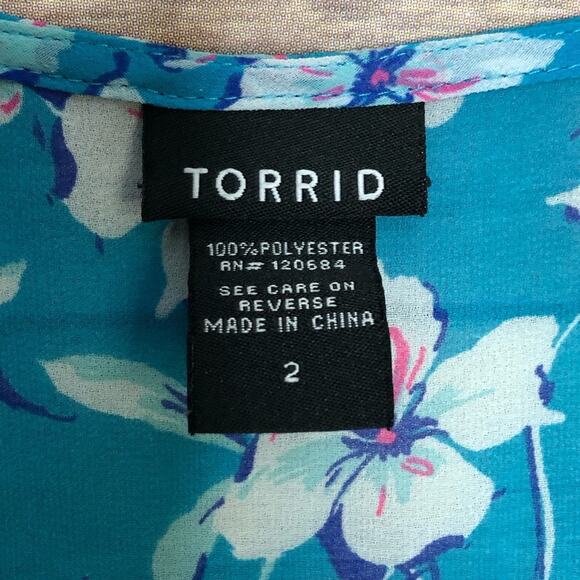 TORRID
100%POLYESTER
RN# 120684
SEE CARE ON
REVERSE
MADE IN CHINA
2